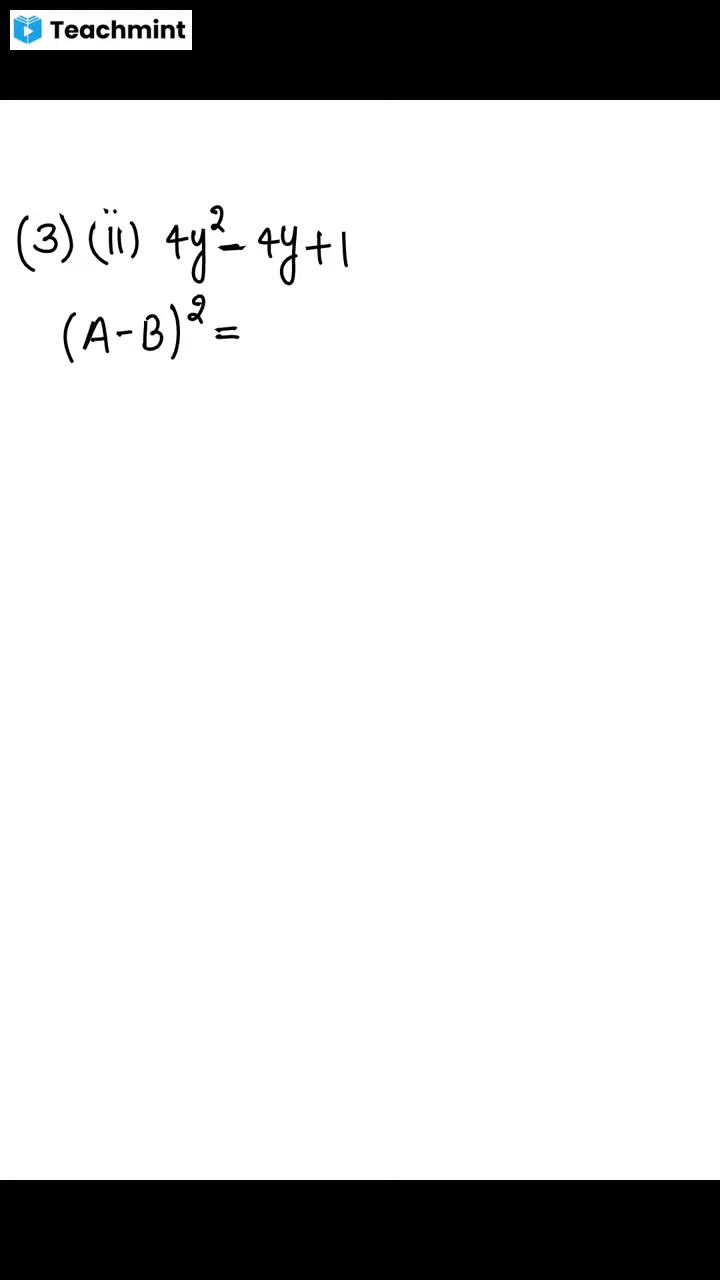 Teachmint
(3) (ii) 4y² - 4y + 1
(A - B)² =